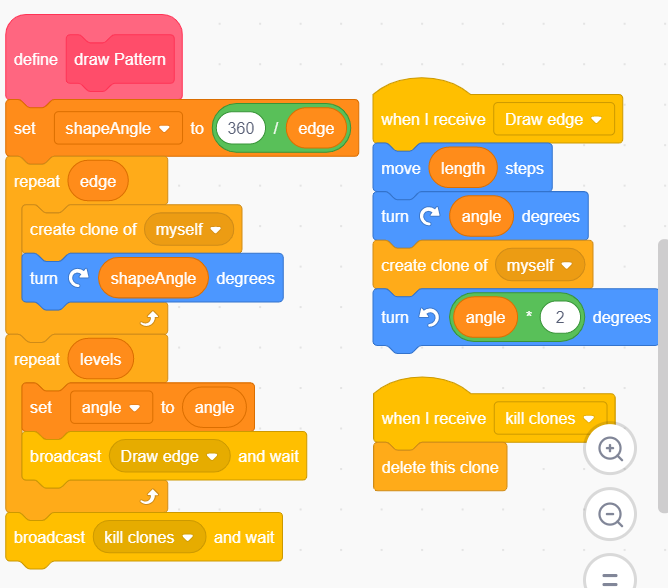 define draw Pattern
set shapeAngle to 360 / edge
repeat edge
create clone of myself
turn shapeAngle degrees
repeat levels
set angle to angle
broadcast Draw edge and wait
broadcast kill clones and wait
when I receive Draw edge
move length steps
turn angle degrees
create clone of myself
turn angle * 2 degrees
when I receive kill clones
delete this clone